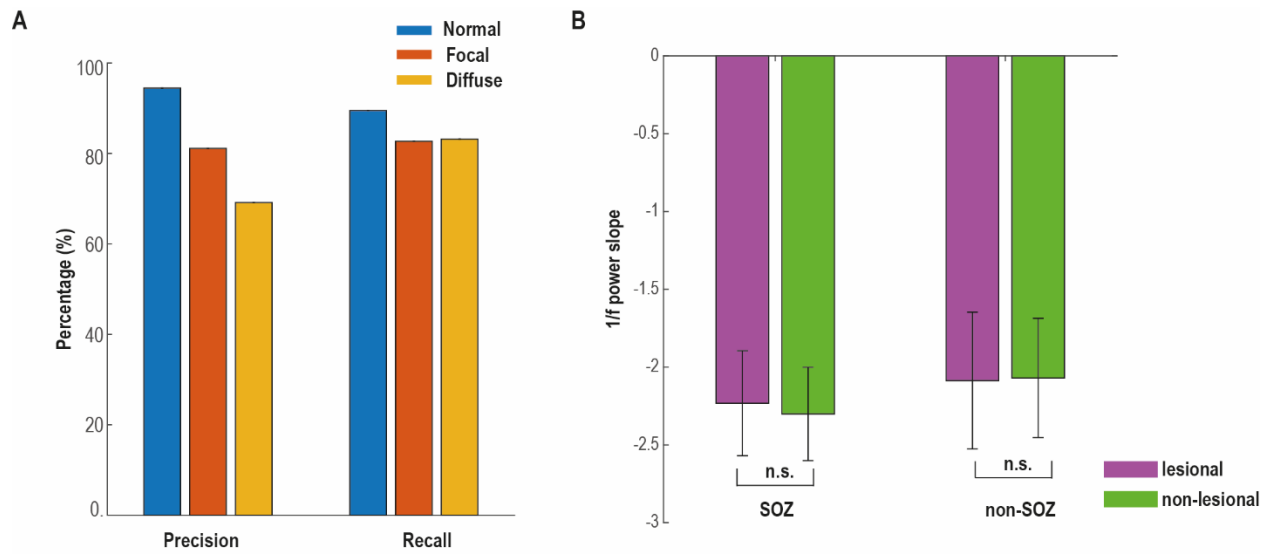 A
Normal
Focal
Diffuse
100
80
60
40
20
0.
Percentage (%)
Precision
Recall
B
0
-0.5
-1
-1.5
-2
-2.5
-3
1/f power slope
n.s.
n.s.
SOZ
non-SOZ
lesional
non-lesional